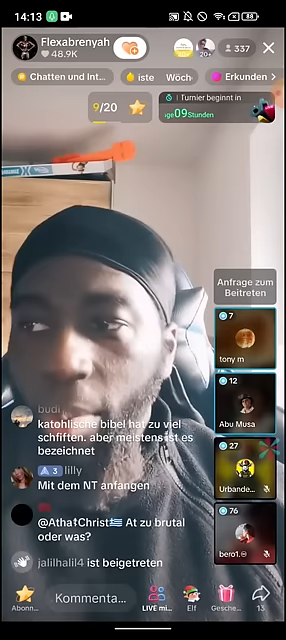 14:13
88
Flexabrenyah
48.9K
20+
337
Chatten und Int...
iste Wöch
Erkunden >
9/20
Turnier beginnt in
09Stunden
Anfrage zum
Beitreten
7
tony m
12
Abu Musa
27
Urbande...
76
bero1.
budi
katohlische bibel hat zu viel
schiften. aber meistens ist es
bezeichnet
3 lilly
Mit dem NT anfangen
@Atha†Christ🇬🇷 At zu brutal
oder was?
jalilhalil4 ist beigetreten
Kommenta...
Abonn...
LIVE mi...
Elf
Gesche...
13